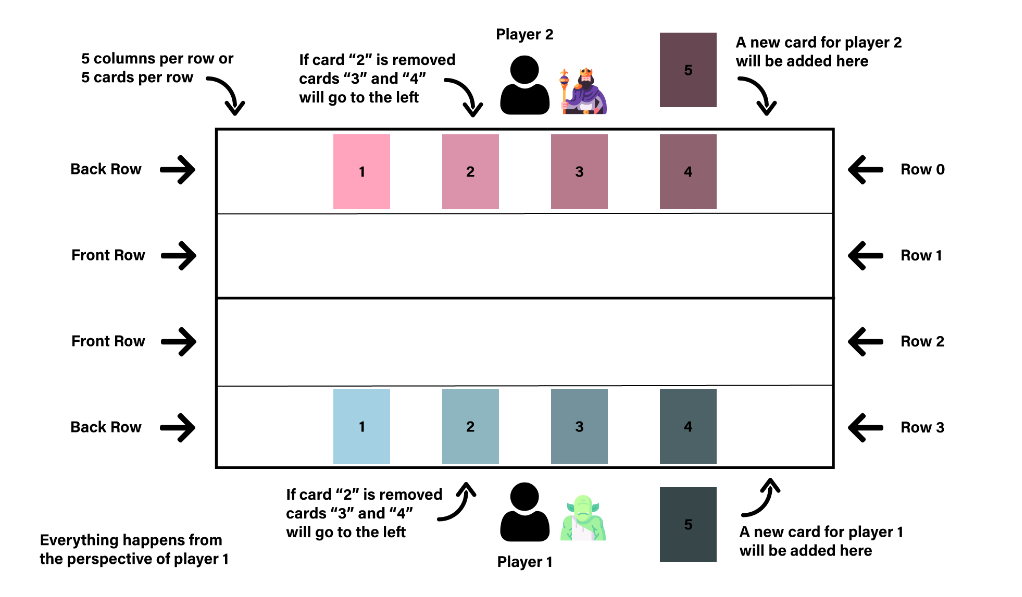 Player 2
5 columns per row or
5 cards per row
If card “2” is removed
cards “3” and “4”
will go to the left
5
A new card for player 2
will be added here
Back Row
1
2
3
4
Row 0
Front Row
Row 1
Front Row
Row 2
Back Row
1
2
3
4
Row 3
If card “2” is removed
cards “3” and “4”
will go to the left
5
A new card for player 1
will be added here
Everything happens from
the perspective of player 1
Player 1